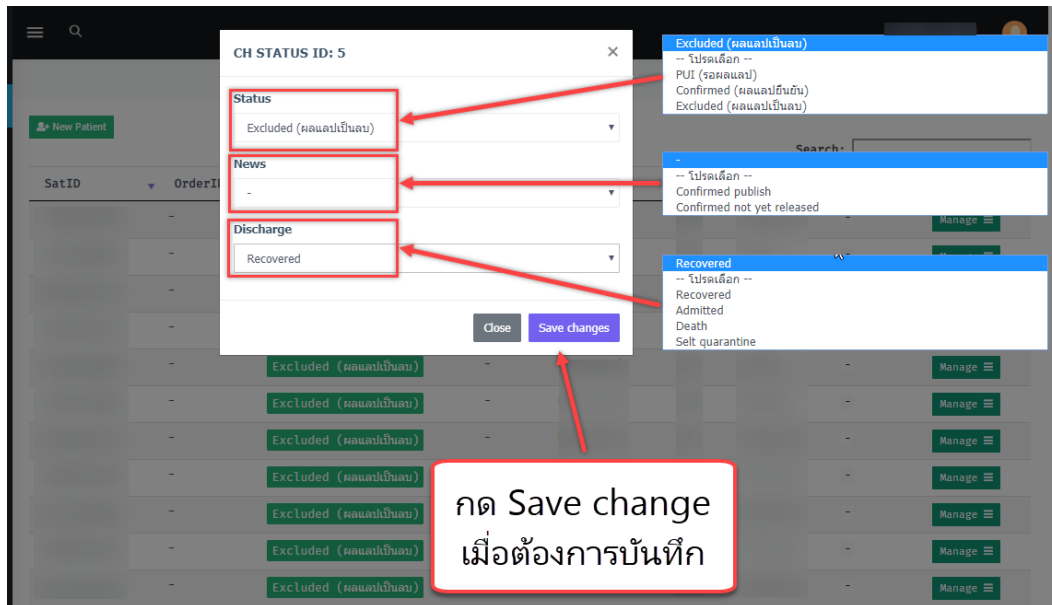 CH STATUS ID: 5
×
Status
Excluded (ผลแลปเป็นลบ)
News
-
Discharge
Recovered
Close
Save changes
Excluded (ผลแลปเป็นลบ)
-- โปรดเลือก --
PUI (รอผลแลป)
Confirmed (ผลแลปยืนยัน)
Excluded (ผลแลปเป็นลบ)
-
-- โปรดเลือก --
Confirmed publish
Confirmed not yet released
Recovered
-- โปรดเลือก --
Recovered
Admitted
Death
Selt quarantine
New Patient
Search:
SatID
OrderI
- - Manage
-
-
-
- Excluded (ผลแลปเป็นลบ) - - Manage
- Excluded (ผลแลปเป็นลบ) - - Manage
- Excluded (ผลแลปเป็นลบ) - - Manage
- Excluded (ผลแลปเป็นลบ) - Manage
- Excluded (ผลแลปเป็นลบ) - Manage
- Excluded (ผลแลปเป็นลบ) - Manage
- Excluded (ผลแลปเป็นลบ) - Manage
กด Save change
เมื่อต้องการบันทึก